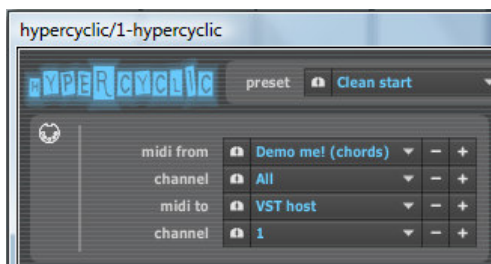 hypercyclic/1-hypercyclic
HYPERCYCLIC preset Clean start
midi from Demo me! (chords) - +
channel All - +
midi to VST host - +
channel 1 - +